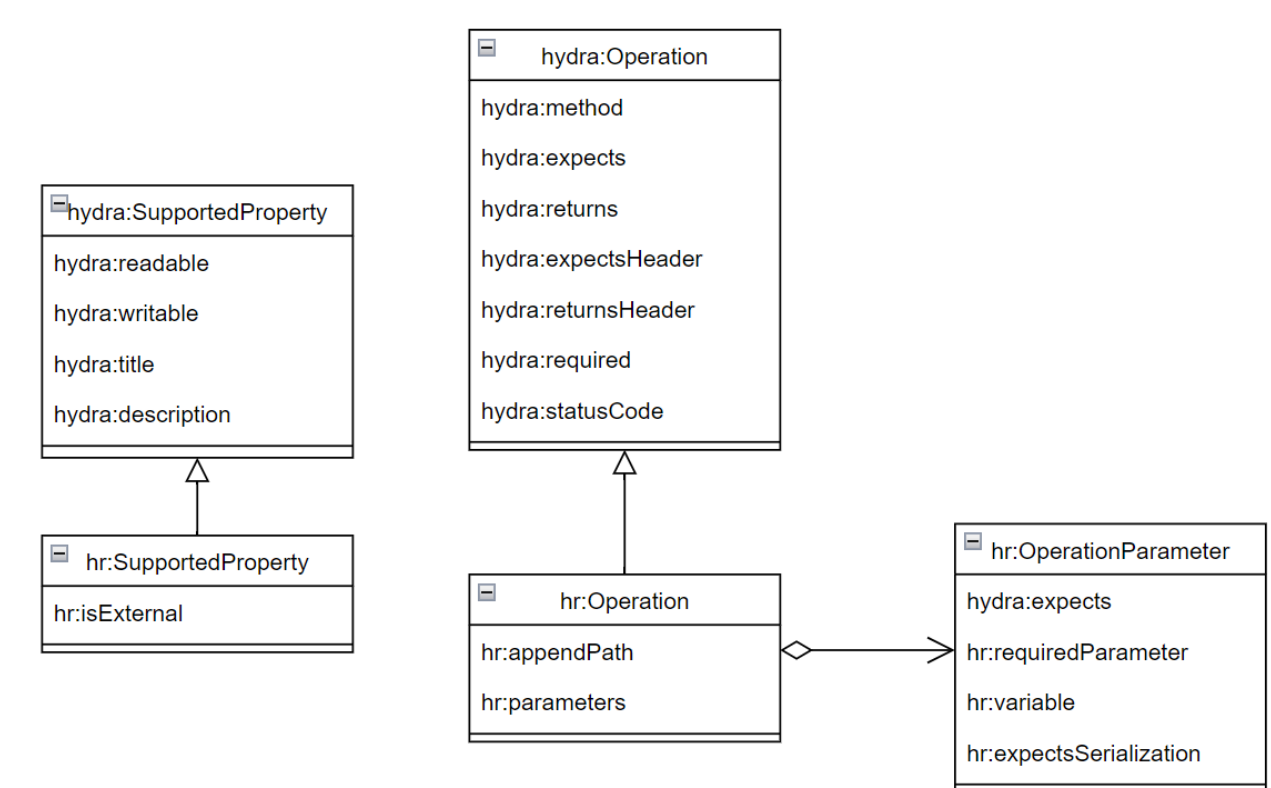 hydra:Operation
hydra:method
hydra:expects
hydra:returns
hydra:expectsHeader
hydra:returnsHeader
hydra:required
hydra:statusCode
hydra:SupportedProperty
hydra:readable
hydra:writable
hydra:title
hydra:description
hr:SupportedProperty
hr:isExternal
hr:Operation
hr:appendPath
hr:parameters
hr:OperationParameter
hydra:expects
hr:requiredParameter
hr:variable
hr:expectsSerialization